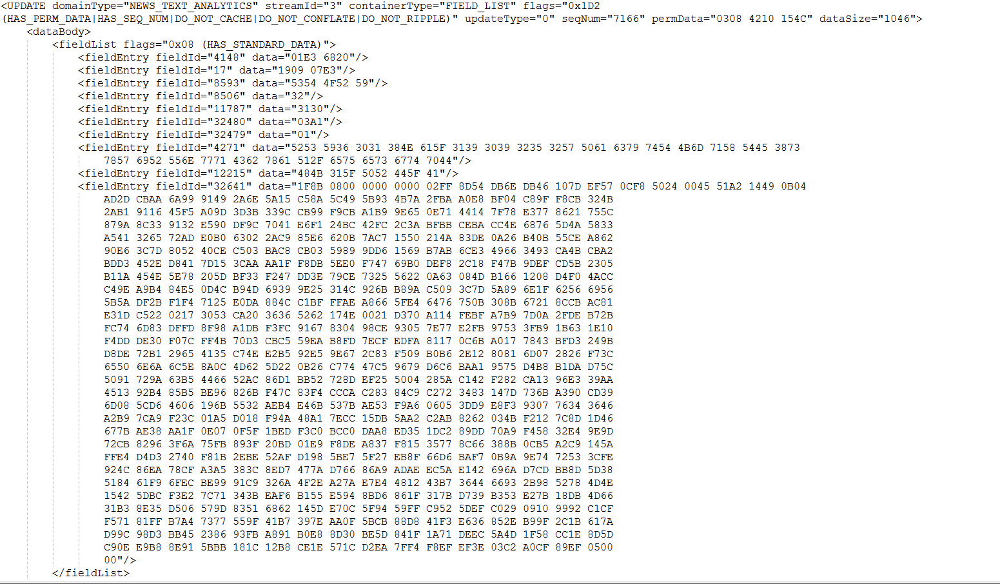 <UPDATE domainType="NEWS_TEXT_ANALYTICS" streamId="3" containerType="FIELD_LIST" flags="0x1D2
(HAS_PERM_DATA|HAS_SEQ_NUM|DO_NOT_CACHE|DO_NOT_CONFLATE|DO_NOT_RIPPLE)" updateType="0" seqNum="7166" permData="0308 4210 154C" dataSize="1046">
<dataBody>
<fieldList flags="0x08 (HAS_STANDARD_DATA)">
<fieldEntry fieldId="4148" data="01E3 6820"/>
<fieldEntry fieldId="17" data="1909 07E3"/>
<fieldEntry fieldId="8593" data="5354 4F52 59"/>
<fieldEntry fieldId="8506" data="32"/>
<fieldEntry fieldId="11787" data="3130"/>
<fieldEntry fieldId="32480" data="03A1"/>
<fieldEntry fieldId="32479" data="01"/>
<fieldEntry fieldId="4271" data="5253 5936 3031 384E 615F 3139 3039 3235 3257 5061 6379 7454 4B6D 7158 5445 3873
7857 6952 556E 7771 4362 7861 512F 6575 6573 6774 7044"/>
<fieldEntry fieldId="12215" data="484B 315F 5052 445F 41"/>
<fieldEntry fieldId="32641" data="1F8B 0800 0000 0000 02FF 8D54 DB6E DB46 107D EF57 0CF8 5024 0045 51A2 1449 0B04
AD2D CBAA 6A99 9149 2A6E 5A15 C58A 5C49 5B93 4B7A 2FBA A0E8 BF04 C89F F8CB 324B
2AB1 9116 45F5 A09D 3D3B 339C CB99 F9CB A1B9 9E65 0E71 4414 7F78 E377 8621 755C
879A 8C33 9132 E590 DF9C 7041 E6F1 24BC 42FC 2C3A BFBB CEBA CC4E 6876 5D4A 5833
A541 3265 72AD E0B0 6302 2AC9 85E6 620B 7AC7 1550 214A 83DE 0A26 B40B 55CE A862
90E6 3C7D 8052 40CE C503 BAC8 CB03 5989 9DD6 1569 B7AB 6CE3 4966 3493 CA4B CBA2
BDD3 452E D841 7D15 3CAA AA1F F8DB 5EE0 F747 69B0 DEF8 2C18 F47B 9DEF CD5B 2305
B11A 454E 5E78 205D BF33 F247 DD3E 79CE 7325 5622 0A63 084D B166 1208 D4F0 4ACC
C49E A9B4 84E5 0D4C B94D 6939 9E25 314C 926B B89A C509 3C7D 5A89 6E1F 6256 6956
5B5A DF2B F1F4 7125 E0DA 884C C1BF FFAE A866 5FE4 6476 750B 308B 6721 8CCB AC81
E31D C522 0217 3053 CA20 3636 5262 174E 0021 D370 A114 FEBF A7B9 7D0A 2FDE B72B
FC74 6D83 DFFD 8F98 A1DB F3FC 9167 8304 98CE 9305 7E77 E2FB 9753 3FB9 1B63 1E10
F4DD DE30 F07C FF4B 70D3 CBC5 59EA B8FD 7ECF EDFA 8117 0C6B A017 7843 BFD3 249B
D8DE 72B1 2965 4135 C74E E2B5 92E5 9E67 2C83 F509 B0B6 2E12 8081 6D07 2826 F73C
6550 6E6A 6C5E 8A0C 4D62 5D22 0B26 C774 47C5 9679 D6C6 BAA1 9575 D4B8 B1DA D75C
5091 729A 63B5 4466 52AC 86D1 BB52 728D EF25 5004 285A C142 F282 CA13 96E3 39AA
4513 92B4 85B5 BE96 826B F47C 83F4 CCCA C283 84C9 C272 3483 147D 736B A390 CD39
6D08 5CD6 4606 196B 5532 AEB4 E46B 537B AE53 F9A6 0605 3DD9 E8F3 9307 7634 3646
A2B9 7CA9 F23C 01A5 D018 F94A 48A1 7ECC 15DB 5AA2 C2AB 8262 034B F212 7C8D 1D46
677B AE38 AA1F 0E07 0F5F 1BED F3C0 BCC0 DAA8 ED35 1DC2 89DD 70A9 F458 32E4 9E9D
72CB 8296 3F6A 75FB 893F 20BD 01E9 F8DE A837 F815 3577 8C66 388B 0CB5 A2C9 145A
FFE4 D4D3 2740 F81B 2EBE 52AF D198 5BE7 5F27 EB8F 66D6 BAF7 0B9A 9E74 7253 3CFE
924C 86EA 78CF A3A5 383C 8ED7 477A D766 86A9 ADAE EC5A E142 696A D7CD BB8D 5D38
5184 61F9 6FEC BE99 91C9 326A 4F2E A27A E7E4 4812 43B7 3644 6693 2B98 5278 4D4E
1542 5DBC F3E2 7C71 343B EAF6 B155 E594 8BD6 861F 317B D739 B353 E27B 18DB 4D66
31B3 8E35 D506 579D 8351 6862 145D E70C 5F94 59FF C952 5DEF C029 0910 9992 C1CF
F571 81FF B7A4 7377 559F 41B7 397E AA0F 5BCB 88D8 41F3 E636 852E B99F 2C1B 617A
D99C 98D3 BB45 2386 93FB A891 B0E8 8D30 BE5D 841F 1A71 DEEC 5A4D 1F58 CC1E 8D5D
C90E E9B8 8E91 5BBB 181C 12B8 CE1E 571C D2EA 7FF4 F8EF EF3E 03C2 A0CF 89EF 0500
00"/>
</fieldList>